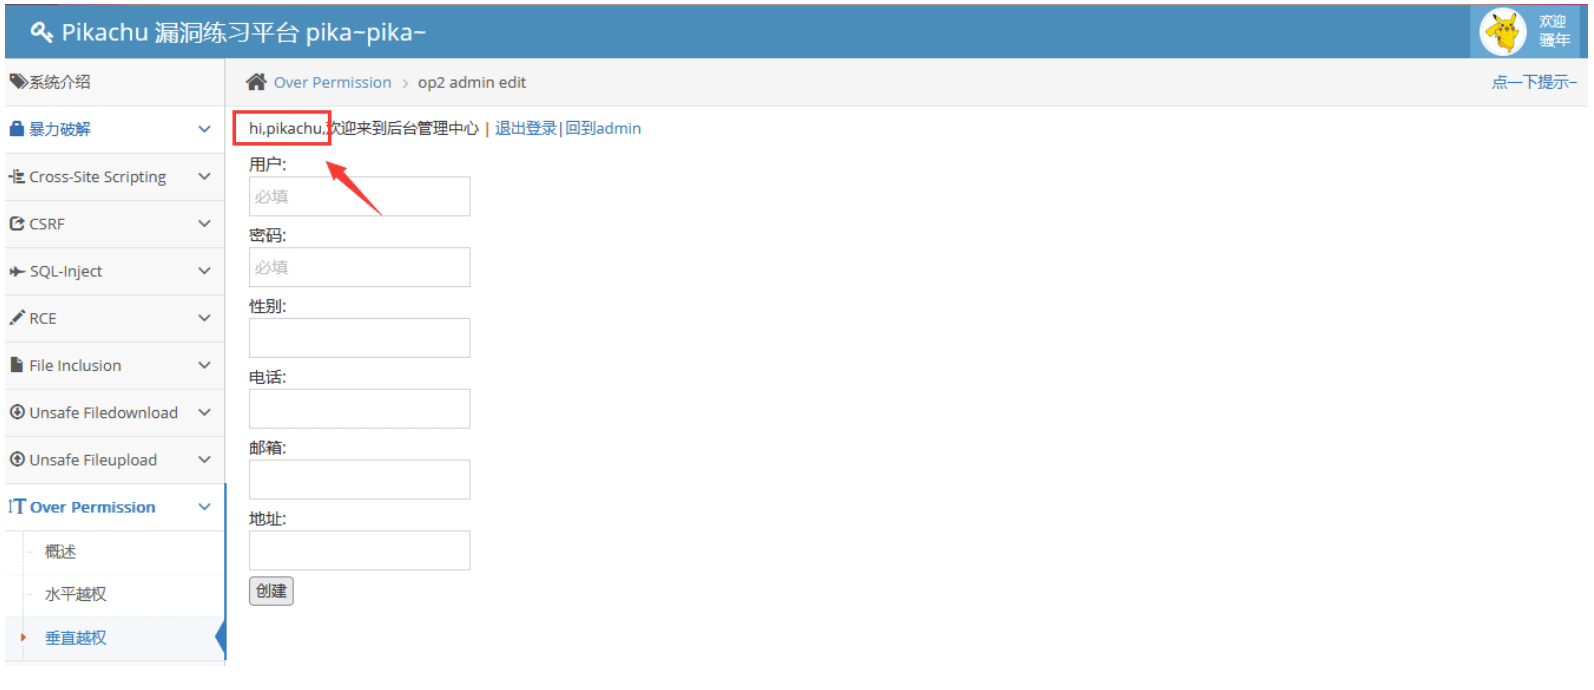 Pikachu 漏洞练习平台 pika~pika~
欢迎
骚年
系统介绍
Over Permission > op2 admin edit
点一下提示~
暴力破解
hi,pikachu,欢迎来到后台管理中心 | 退出登录|回到admin
Cross-Site Scripting
CSRF
SQL-Inject
RCE
File Inclusion
Unsafe Filedownload
Unsafe Fileupload
Over Permission
概述
水平越权
垂直越权
用户:
必填
密码:
必填
性别:
电话:
邮箱:
地址:
创建